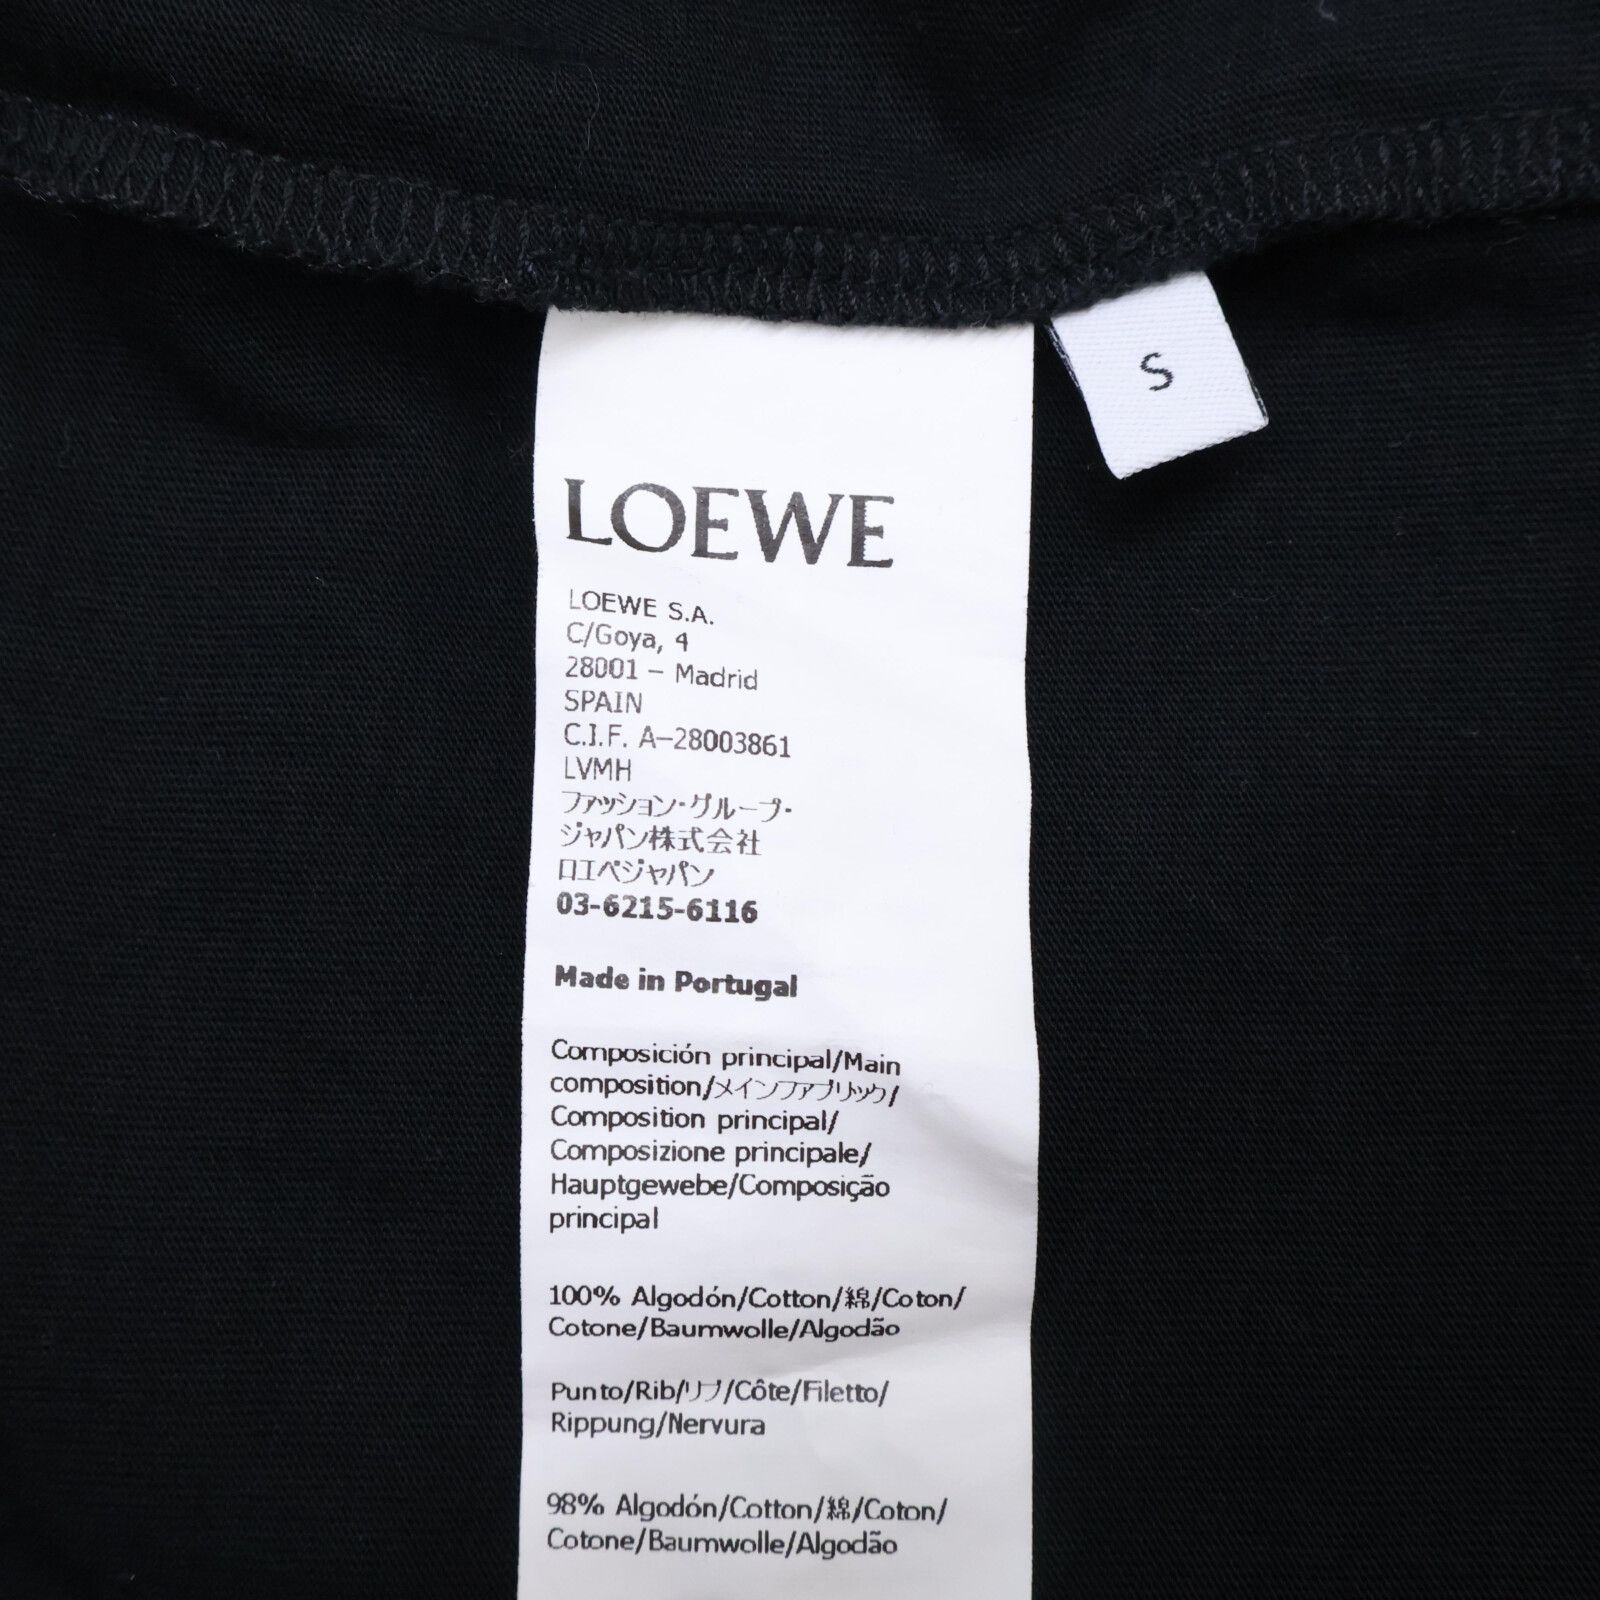 S
LOEWE
LOEWE S.A.
C/Goya, 4
28001 – Madrid
SPAIN
C.I.F. A–28003861
LVMH
ファッション・グループ・
ジャパン株式会社
ロエベジャパン
03-6215-6116
Made in Portugal
Composición principal/Main
composition/メインファブリック/
Composition principal/
Composizione principale/
Hauptgewebe/Composição
principal
100% Algodón/Cotton/綿/Coton/
Cotone/Baumwolle/Algodão
Punto/Rib/リブ/Côte/Filetto/
Rippung/Nervura
98% Algodón/Cotton/綿/Coton/
Cotone/Baumwolle/Algodão